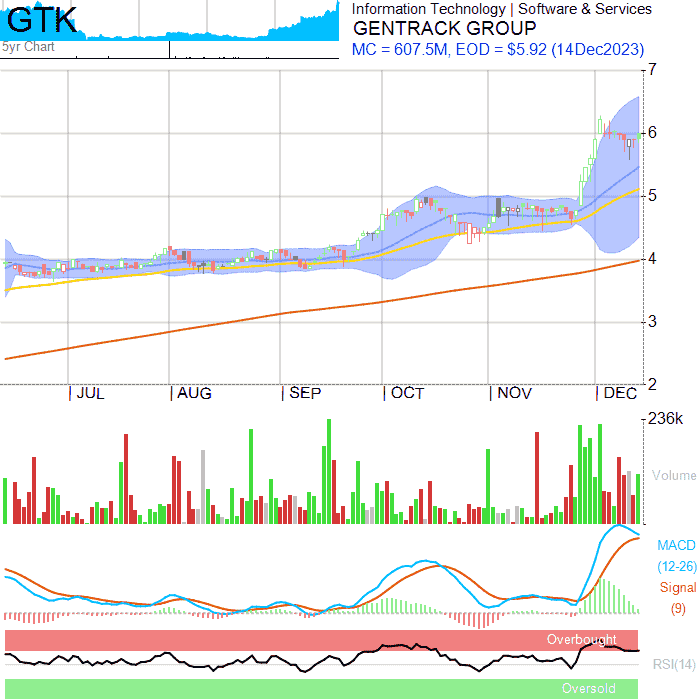 GTK
5yr Chart
Information Technology | Software & Services
GENTRACK GROUP
MC = 607.5M, EOD = $5.92 (14Dec2023)
7
6
5
4
3
2
JUL AUG SEP OCT NOV DEC
236k
Volume
MACD
(12-26)
Signal
(9)
Overbought
RSI(14)
Oversold